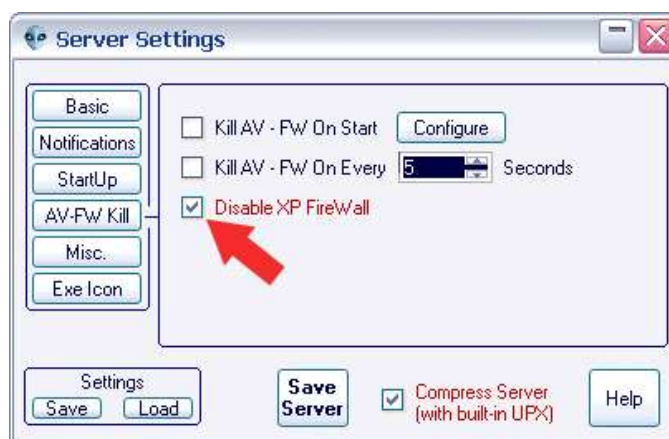 Server Settings
Basic
Notifications
StartUp
AV-FW Kill
Misc.
Exe Icon
Kill AV - FW On Start Configure
Kill AV - FW On Every 5 Seconds
Disable XP FireWall
Settings
Save Load
Save
Server
Compress Server
(with built-in UPX)
Help